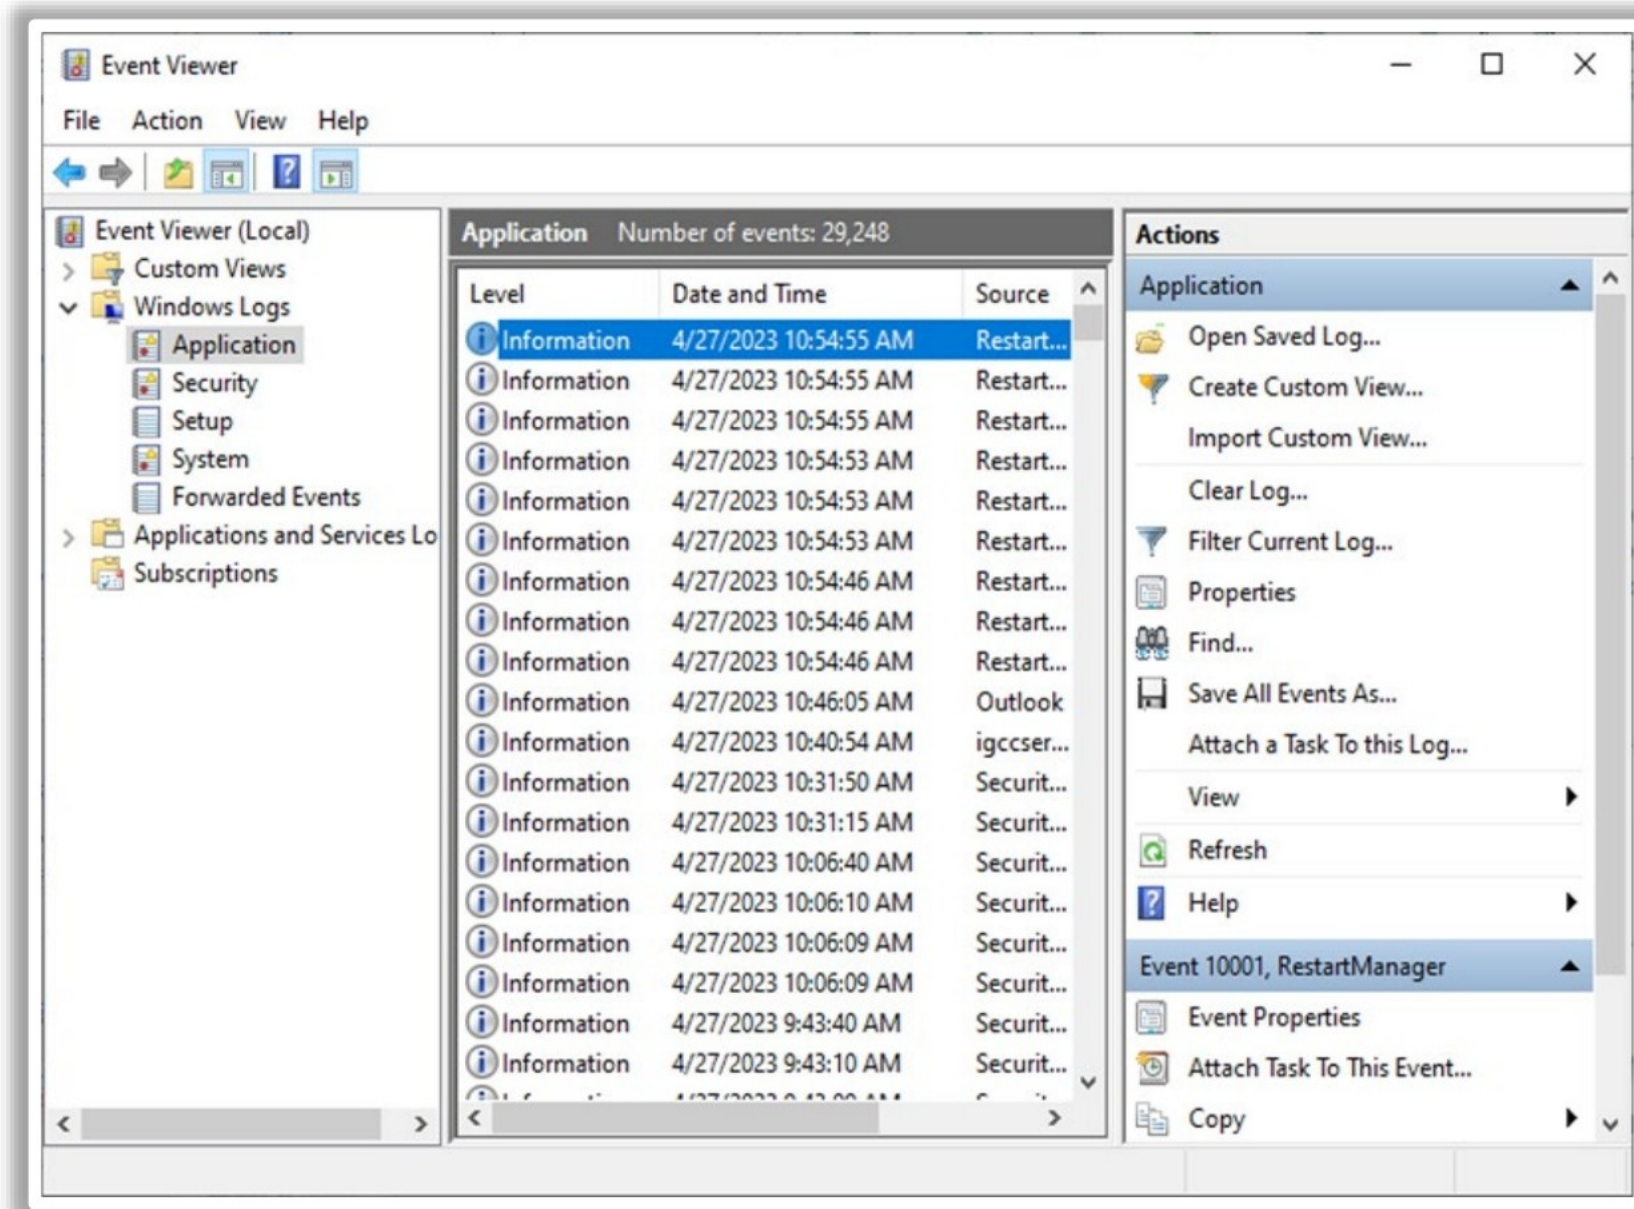 Event Viewer
File Action View Help
Event Viewer (Local)
Custom Views
Windows Logs
Application
Security
Setup
System
Forwarded Events
Applications and Services Lo
Subscriptions
Application Number of events: 29,248
Level Date and Time Source
Information 4/27/2023 10:54:55 AM Restart...
Information 4/27/2023 10:54:55 AM Restart...
Information 4/27/2023 10:54:55 AM Restart...
Information 4/27/2023 10:54:53 AM Restart...
Information 4/27/2023 10:54:53 AM Restart...
Information 4/27/2023 10:54:53 AM Restart...
Information 4/27/2023 10:54:46 AM Restart...
Information 4/27/2023 10:54:46 AM Restart...
Information 4/27/2023 10:54:46 AM Restart...
Information 4/27/2023 10:46:05 AM Outlook
Information 4/27/2023 10:40:54 AM igccser...
Information 4/27/2023 10:31:50 AM Securit...
Information 4/27/2023 10:31:15 AM Securit...
Information 4/27/2023 10:06:40 AM Securit...
Information 4/27/2023 10:06:10 AM Securit...
Information 4/27/2023 10:06:09 AM Securit...
Information 4/27/2023 10:06:09 AM Securit...
Information 4/27/2023 9:43:40 AM Securit...
Information 4/27/2023 9:43:10 AM Securit...
Actions
Application
Open Saved Log...
Create Custom View...
Import Custom View...
Clear Log...
Filter Current Log...
Properties
Find...
Save All Events As...
Attach a Task To this Log...
View
Refresh
Help
Event 10001, RestartManager
Event Properties
Attach Task To This Event...
Copy